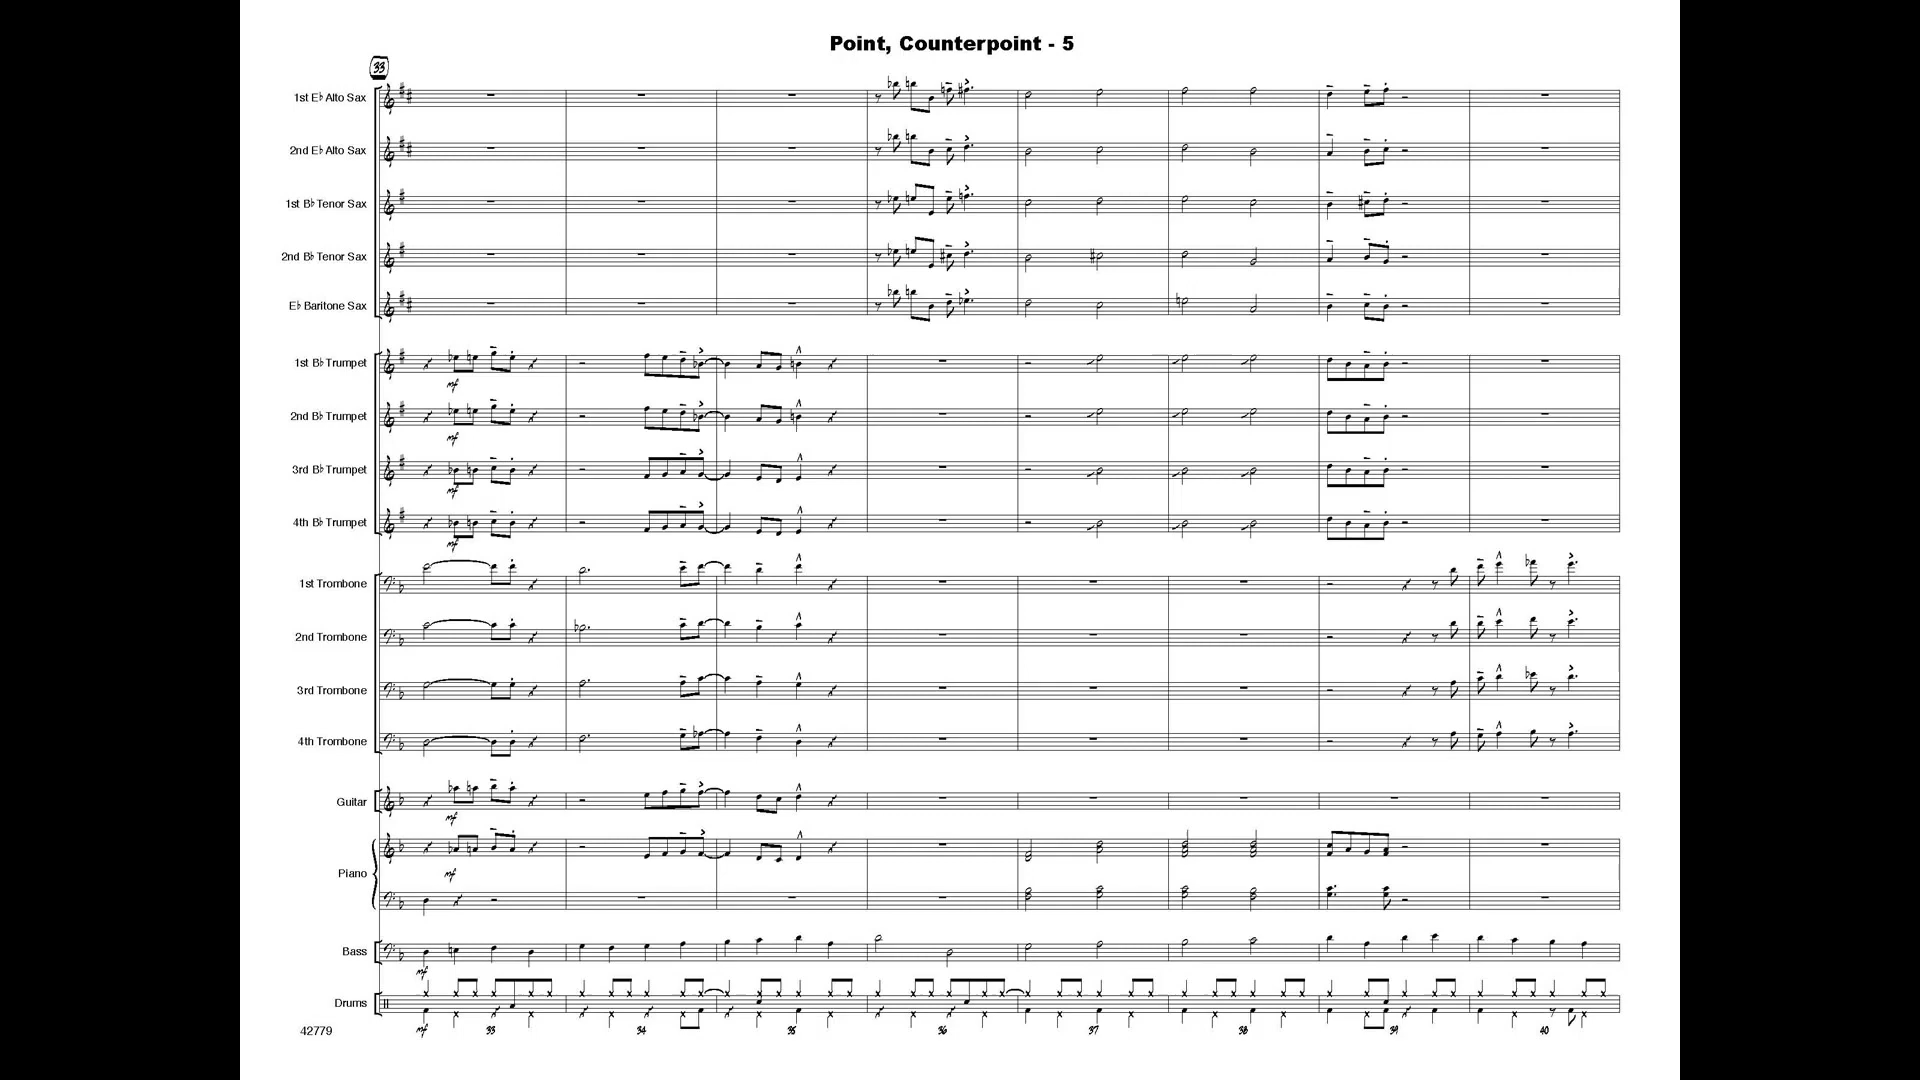 Point, Counterpoint - 5
33
1st E♭ Alto Sax
2nd E♭ Alto Sax
1st B♭ Tenor Sax
2nd B♭ Tenor Sax
E♭ Baritone Sax
1st B♭ Trumpet
mf
2nd B♭ Trumpet
mf
3rd B♭ Trumpet
mf
4th B♭ Trumpet
mf
1st Trombone
2nd Trombone
3rd Trombone
4th Trombone
Guitar
mf
Piano
mf
Bass
mf
Drums
mf 33 34 35 36 37 38 39 40
42779